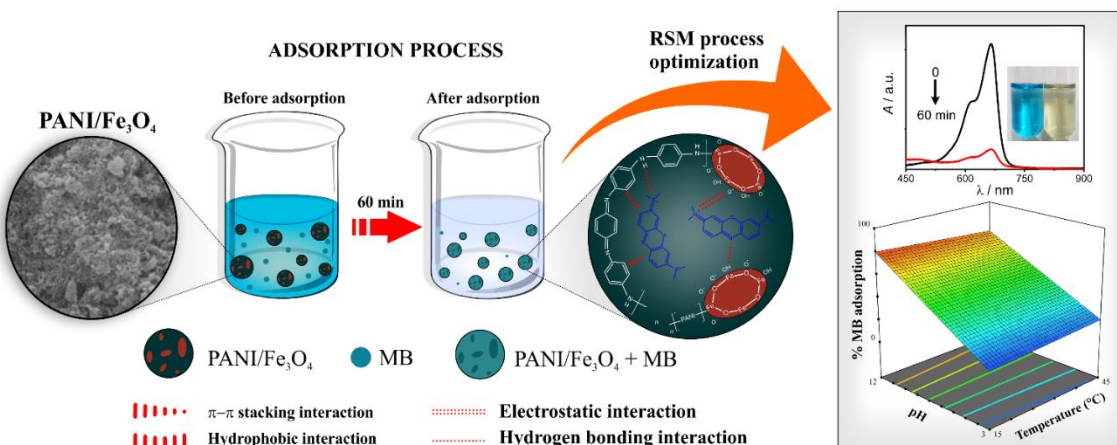 ADSORPTION PROCESS
RSM process
optimization
PANI/Fe₃O₄
Before adsorption
After adsorption
60 min
PANI/Fe₃O₄
MB
PANI/Fe₃O₄ + MB
π–π stacking interaction
Hydrophobic interaction
Electrostatic interaction
Hydrogen bonding interaction
PANI
A / a.u.
0
60 min
450
600
750
900
λ / nm
100
% MB adsorption
0
12
pH
3
15
Temperature (°C)
45